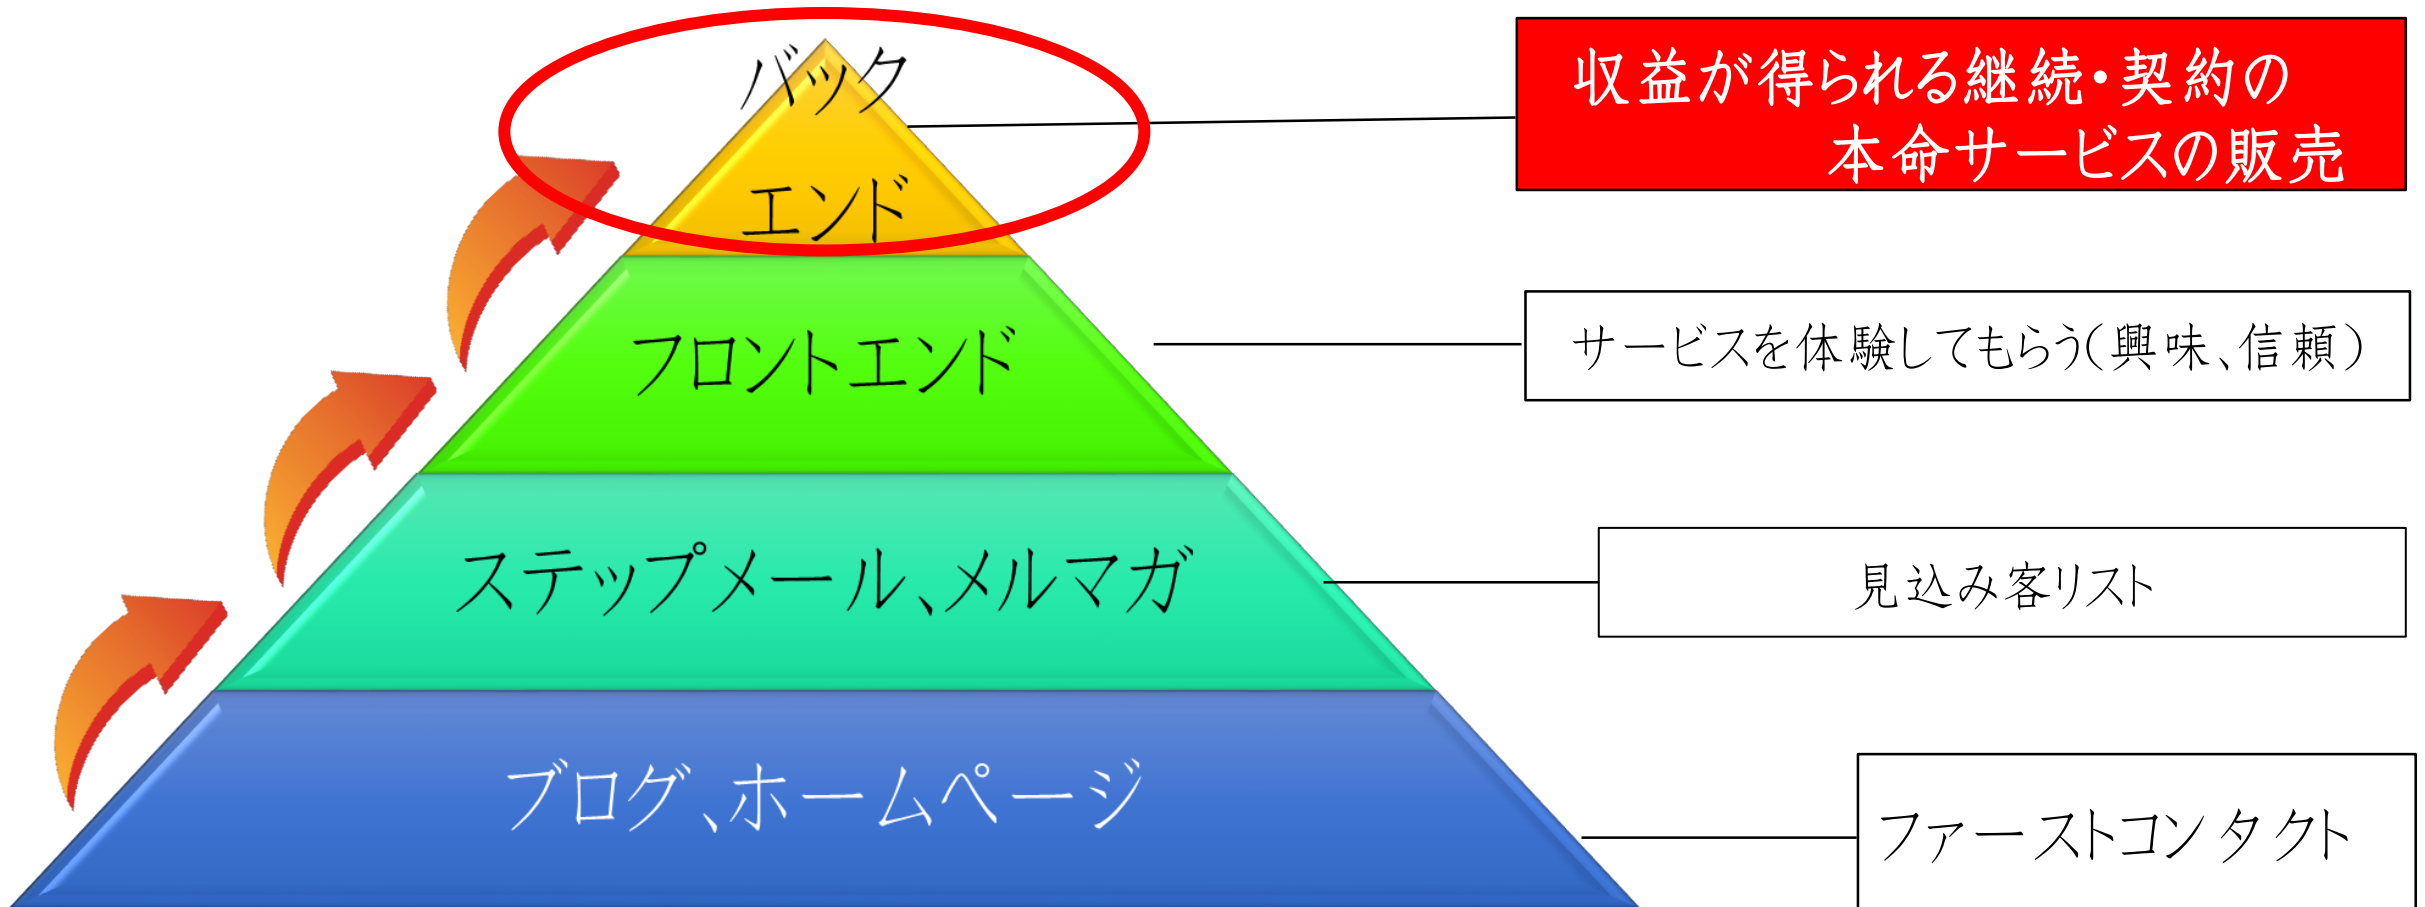 バック
エンド
収益が得られる継続・契約の
本命サービスの販売
フロントエンド
サービスを体験してもらう(興味、信頼)
ステップメール、メルマガ
見込み客リスト
ブログ、ホームページ
ファーストコンタクト